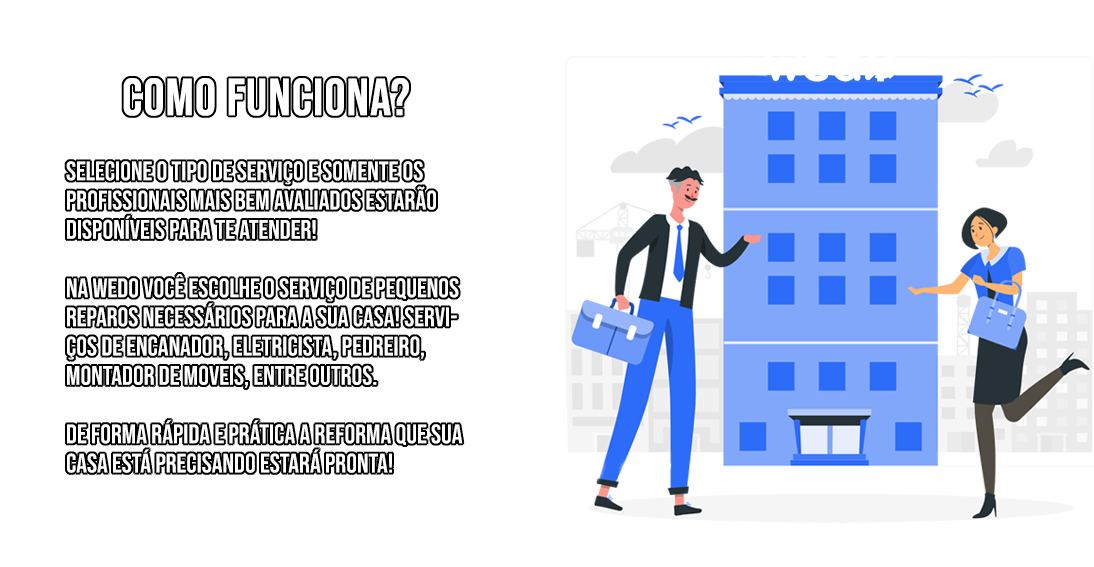 COMO FUNCIONA?
SELECIONE O TIPO DE SERVIÇO E SOMENTE OS
PROFISSIONAIS MAIS BEM AVALIADOS ESTARÃO
DISPONÍVEIS PARA TE ATENDER!
NA WEDO VOCÊ ESCOLHE O SERVIÇO DE PEQUENOS
REPAROS NECESSÁRIOS PARA A SUA CASA! SERVI-
ÇOS DE ENCANADOR, ELETRICISTA, PEDREIRO,
MONTADOR DE MOVEIS, ENTRE OUTROS.
DE FORMA RÁPIDA E PRÁTICA A REFORMA QUE SUA
CASA ESTÁ PRECISANDO ESTARÁ PRONTA!